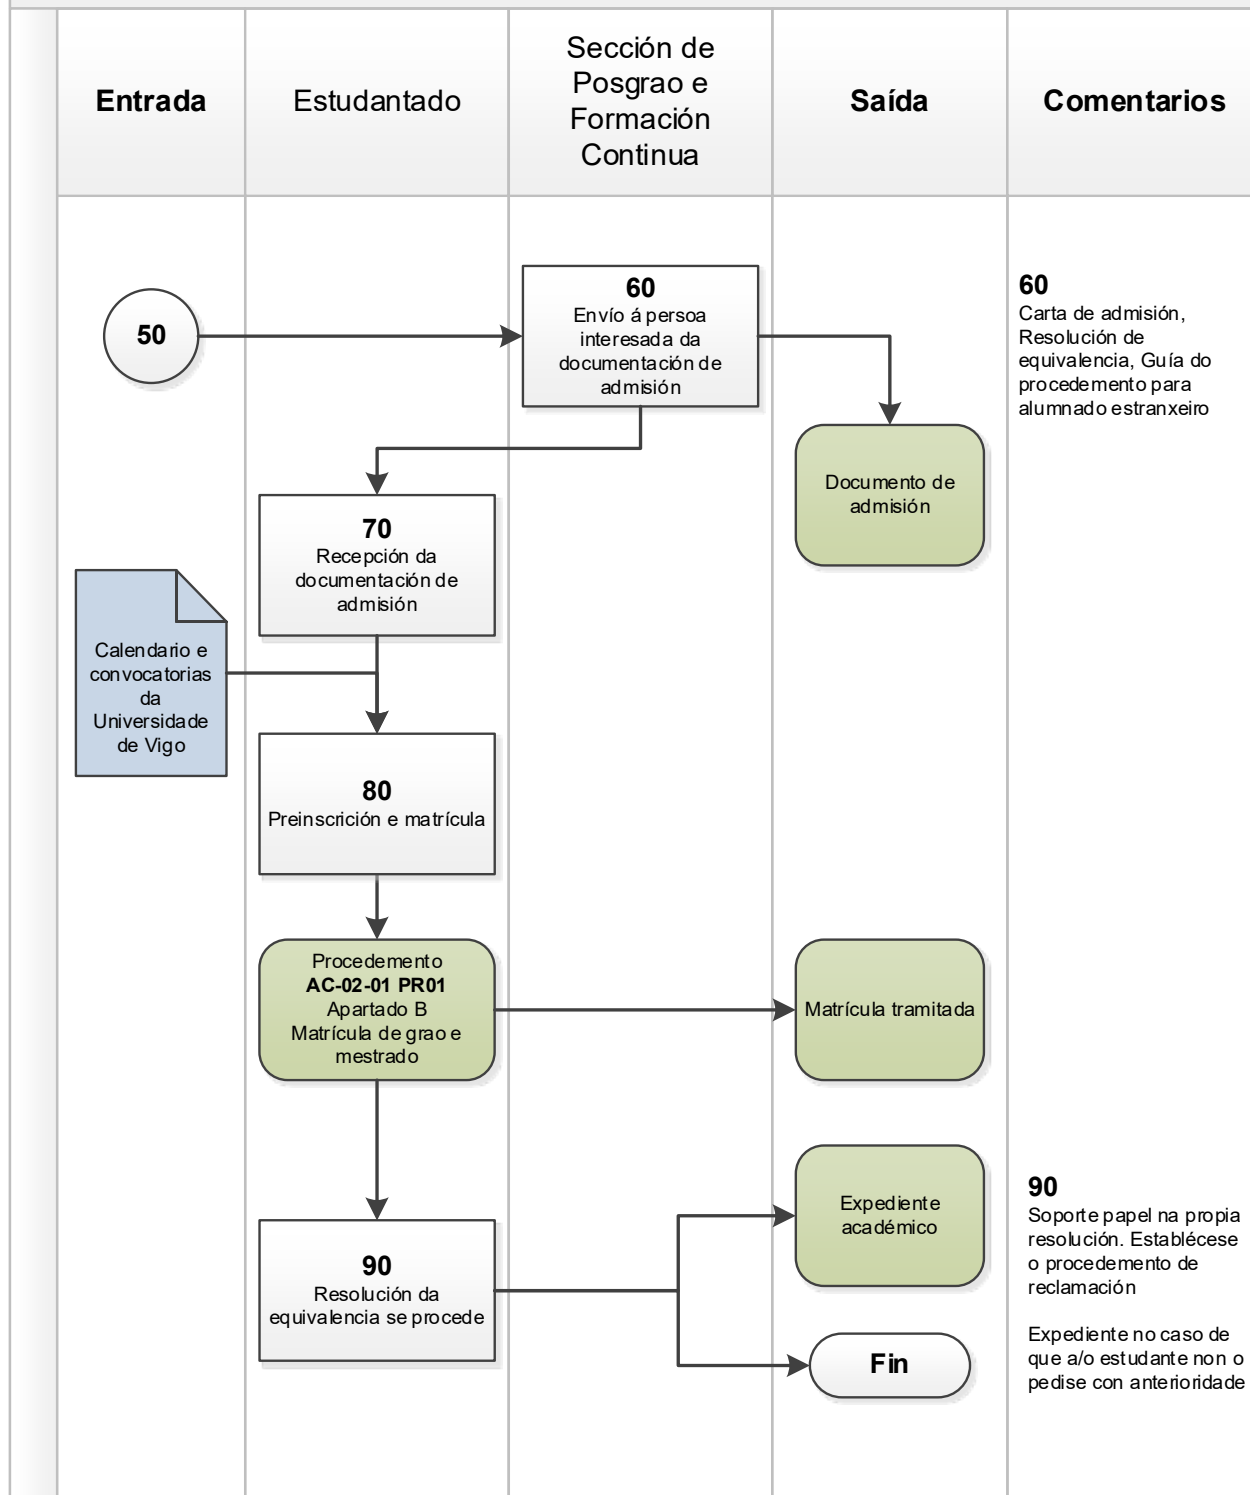 Entrada
Estudantado
Sección de
Posgrao e
Formación
Continua
Saída
Comentarios
50
60
Envío á persoa
interesada da
documentación de
admisión
60
Carta de admisión,
Resolución de
equivalencia, Guía do
procedemento para
alumnado estranxeiro
Documento de
admisión
70
Recepción da
documentación de
admisión
Calendario e
convocatorias
da
Universidade
de Vigo
80
Preinscrición e matrícula
Procedemento
AC-02-01 PR01
Apartado B
Matrícula de grao e
mestrado
Matrícula tramitada
Expediente
académico
90
Resolución da
equivalencia se procede
Fin
90
Soporte papel na propia
resolución. Establécese
o procedemento de
reclamación
Expediente no caso de
que a/o estudante non o
pedise con anterioridade